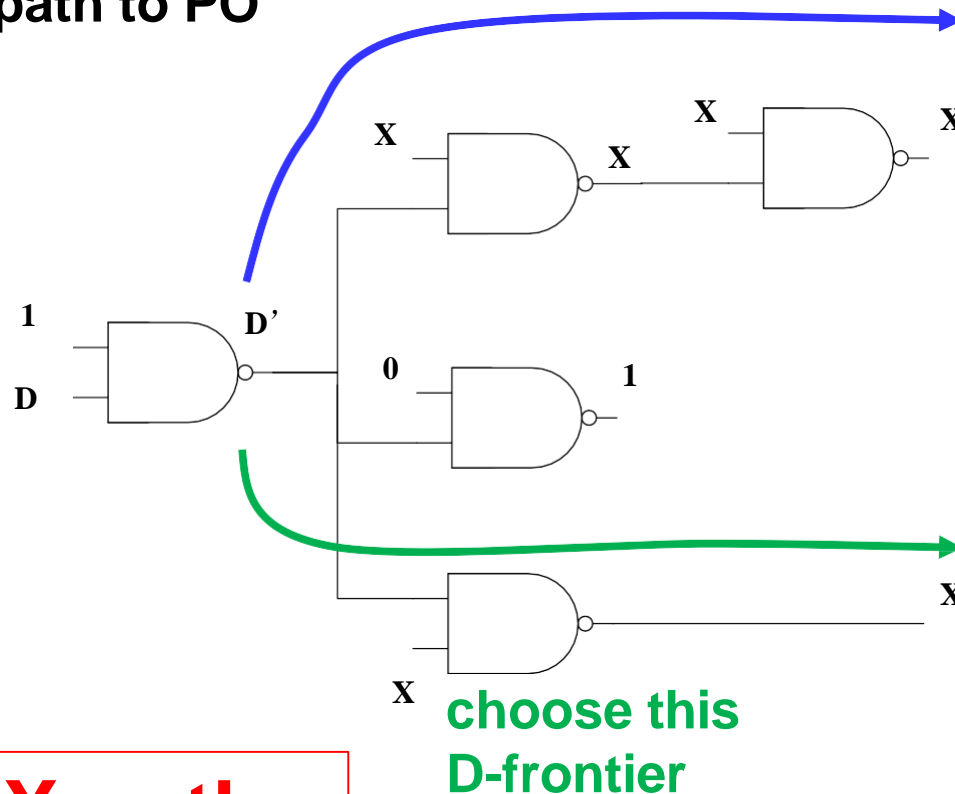 path to PO
X
X
X
X
1
D’
0
1
D
X
X
choose this
D-frontier